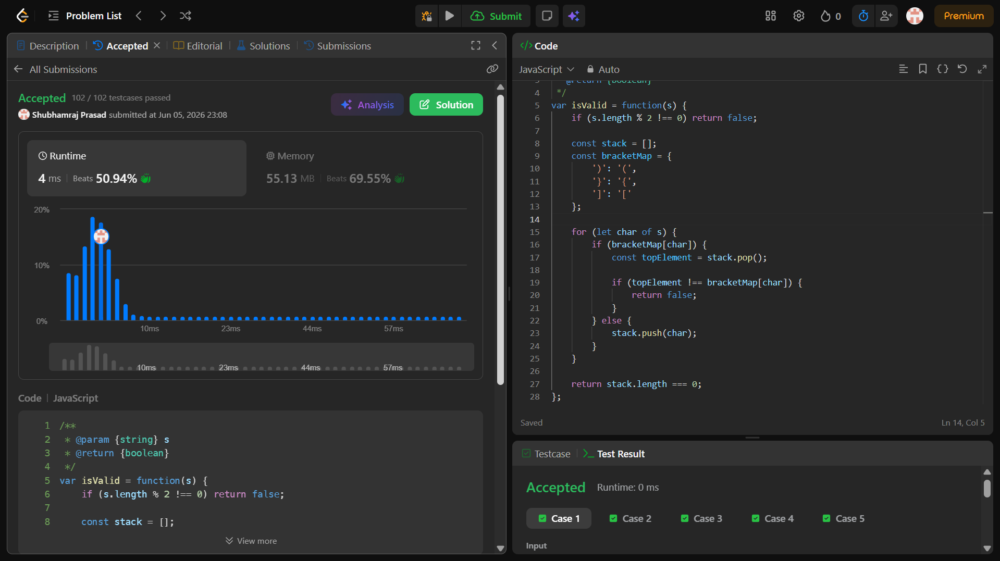 Problem List
Submit
0
Premium
Description
Accepted
Editorial
Solutions
Submissions
All Submissions
Accepted 102 / 102 testcases passed
Shubhamraj Prasad submitted at Jun 05, 2026 23:08
Analysis
Solution
Runtime
4 ms Beats 50.94%
Memory
55.13 MB Beats 69.55%
20%
10%
0%
10ms 23ms 44ms 57ms
10ms 23ms 44ms 57ms
Code | JavaScript
1 /**
2 * @param {string} s
3 * @return {boolean}
4 */
5 var isValid = function(s) {
6 if (s.length % 2 !== 0) return false;
7
8 const stack = [];
View more
</> Code
JavaScript
Auto
3 * @return {boolean}
4 */
5 var isValid = function(s) {
6 if (s.length % 2 !== 0) return false;
7
8 const stack = [];
9 const bracketMap = {
10 ')': '(',
11 '}': '{',
12 ']': '['
13 };
14
15 for (let char of s) {
16 if (bracketMap[char]) {
17 const topElement = stack.pop();
18
19 if (topElement !== bracketMap[char]) {
20 return false;
21 }
22 } else {
23 stack.push(char);
24 }
25 }
26
27 return stack.length === 0;
28 };
Saved
Ln 14, Col 5
Testcase
Test Result
Accepted Runtime: 0 ms
Case 1 Case 2 Case 3 Case 4 Case 5
Input